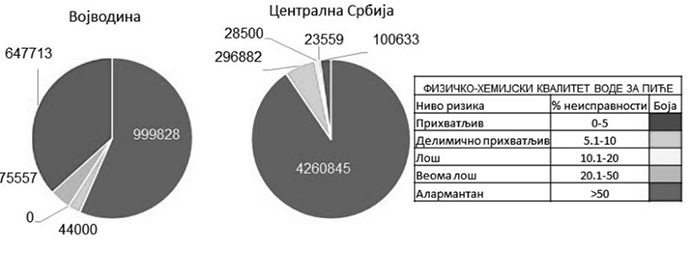 Војводина
647713
999828
75557
0
44000
Централна Србија
28500
23559
100633
296882
4260845
ФИЗИЧКО-ХЕМИЈСКИ КВАЛИТЕТ ВОДЕ ЗА ПИЋЕ
Ниво ризика % неисправности Боја
Прихватљив 0-5
Делимично прихватљив 5.1-10
Лош 10.1-20
Веома лош 20.1-50
Алармантан >50